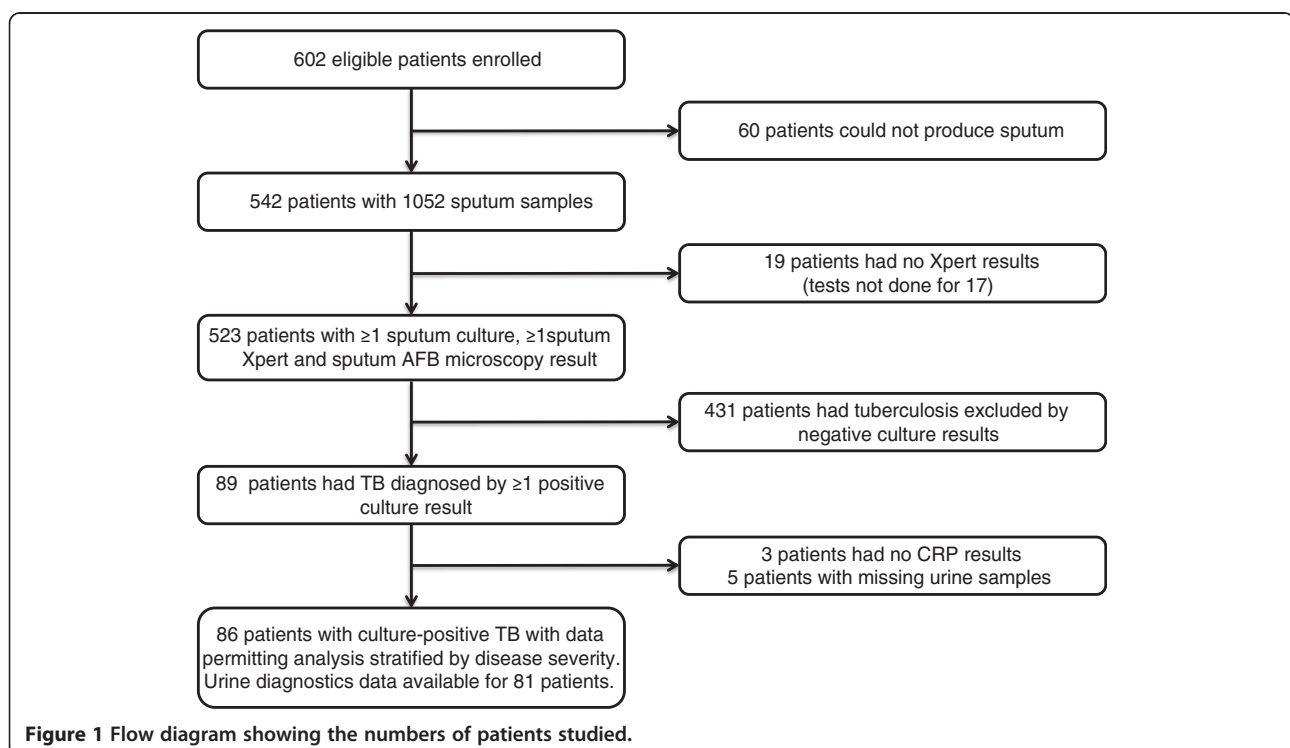 602 eligible patients enrolled
60 patients could not produce sputum
542 patients with 1052 sputum samples
19 patients had no Xpert results
(tests not done for 17)
523 patients with ≥1 sputum culture, ≥1sputum
Xpert and sputum AFB microscopy result
431 patients had tuberculosis excluded by
negative culture results
89 patients had TB diagnosed by ≥1 positive
culture result
3 patients had no CRP results
5 patients with missing urine samples
86 patients with culture-positive TB with data
permitting analysis stratified by disease severity.
Urine diagnostics data available for 81 patients.
Figure 1 Flow diagram showing the numbers of patients studied.